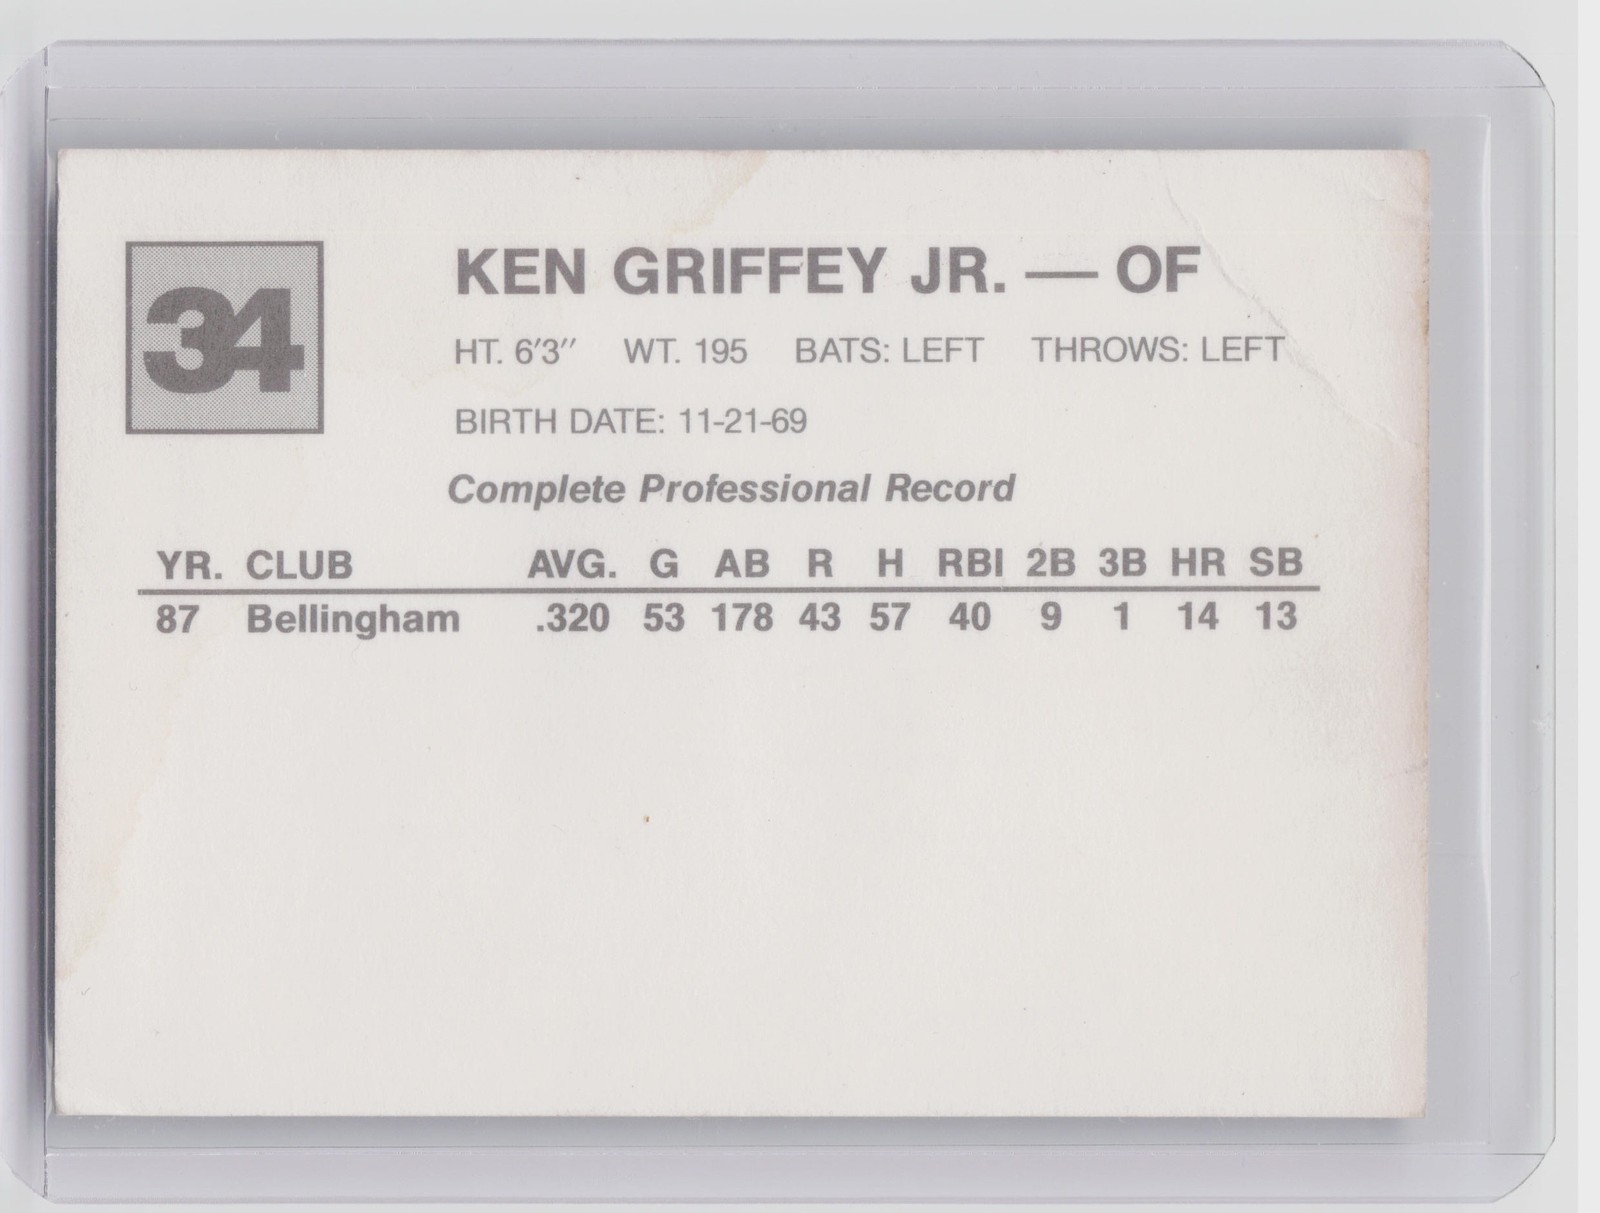 34
KEN GRIFFEY JR. — OF
HT. 6'3" WT. 195 BATS: LEFT THROWS: LEFT
BIRTH DATE: 11-21-69
Complete Professional Record
YR. CLUB AVG. G AB R H RBI 2B 3B HR SB
87 Bellingham .320 53 178 43 57 40 9 1 14 13